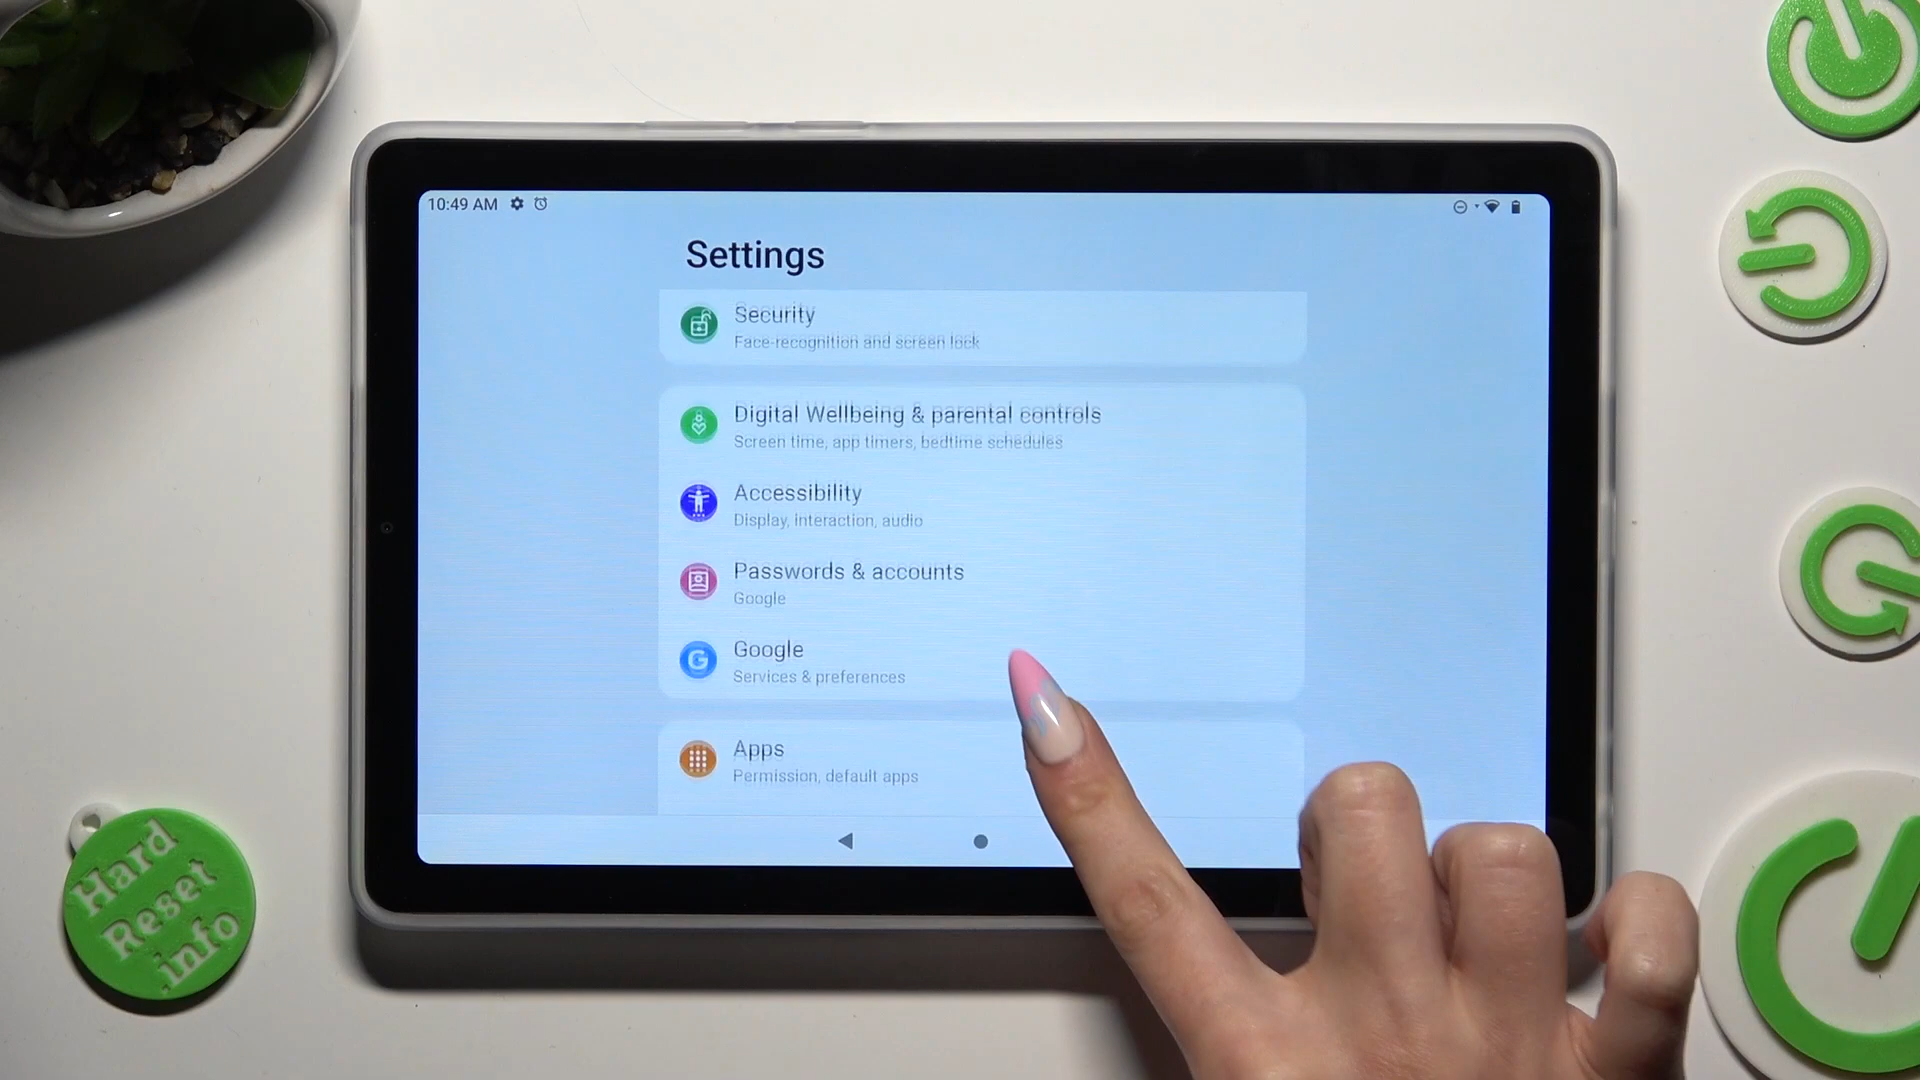 10:49 AM
Settings
Security
Face-recognition and screen lock
Digital Wellbeing & parental controls
Screen time, app timers, bedtime schedules
Accessibility
Display, interaction, audio
Passwords & accounts
Google
G
Google
Services & preferences
Apps
Permission, default apps
Hard
Reset
.info